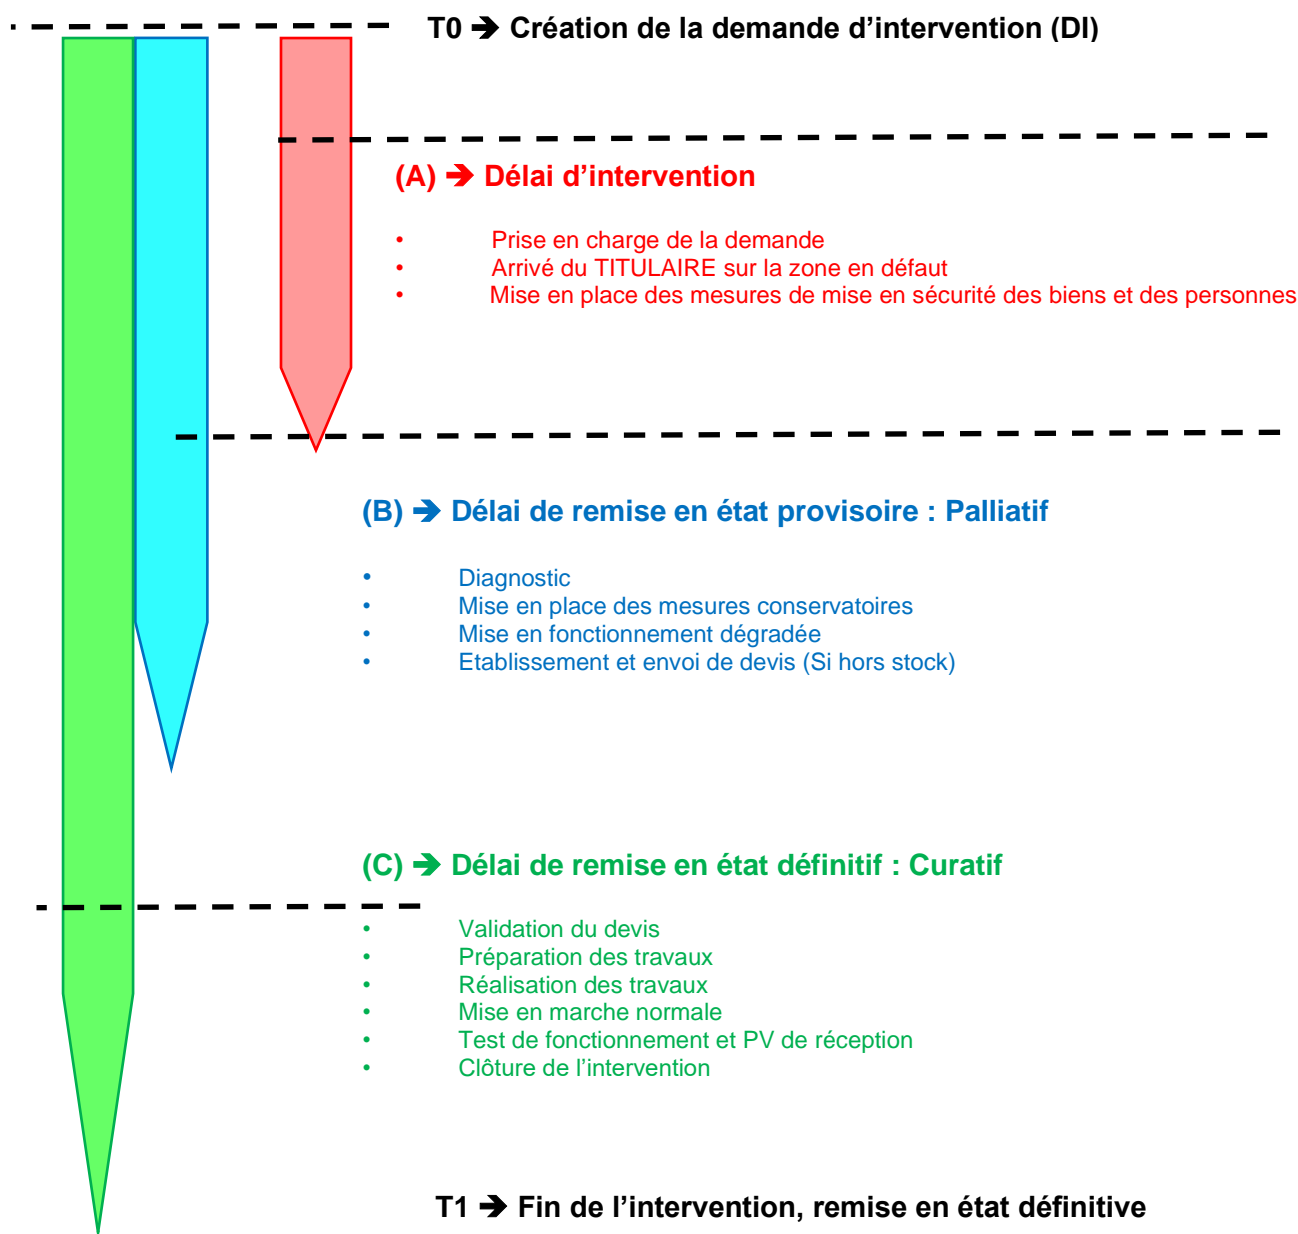 T0 ➔ Création de la demande d’intervention (DI)
(A) ➔ Délai d’intervention
• Prise en charge de la demande
• Arrivé du TITULAIRE sur la zone en défaut
• Mise en place des mesures de mise en sécurité des biens et des personnes
(B) ➔ Délai de remise en état provisoire : Palliatif
• Diagnostic
• Mise en place des mesures conservatoires
• Mise en fonctionnement dégradée
• Etablissement et envoi de devis (Si hors stock)
(C) ➔ Délai de remise en état définitif : Curatif
• Validation du devis
• Préparation des travaux
• Réalisation des travaux
• Mise en marche normale
• Test de fonctionnement et PV de réception
• Clôture de l’intervention
T1 ➔ Fin de l’intervention, remise en état définitive